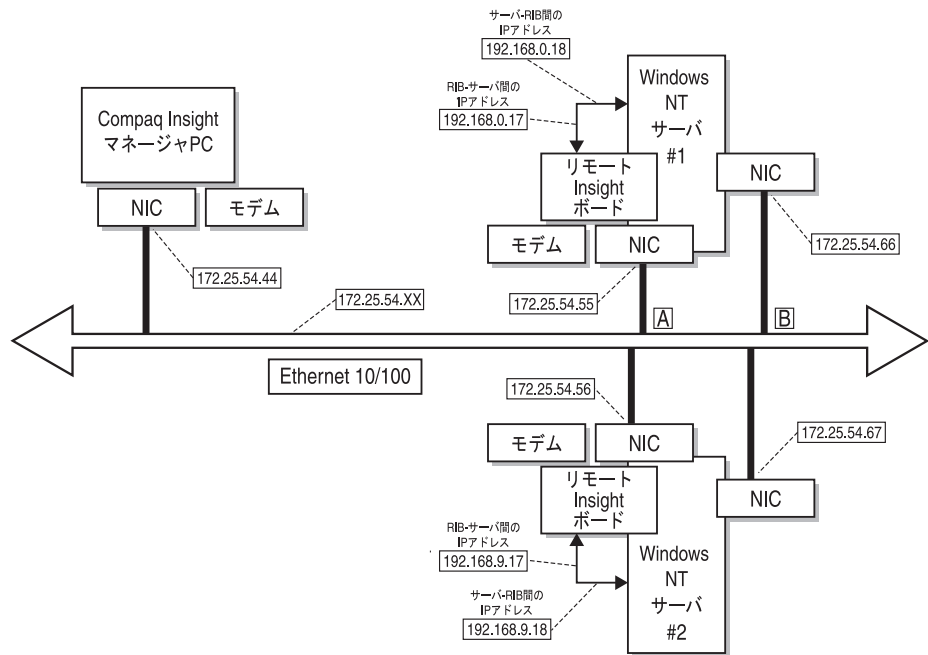 サーバ-RIB間の
IPアドレス
192.168.0.18
RIB-サーバ間の
IPアドレス
192.168.0.17
Windows
NT
サーバ
#1
Compaq Insight
マネージャPC
NIC
モデム
リモート
Insight
ボード
NIC
モデム
NIC
172.25.54.66
172.25.54.44
172.25.54.XX
172.25.54.55
A
B
Ethernet 10/100
172.25.54.56
172.25.54.67
モデム
NIC
リモート
Insight
ボード
NIC
RIB-サーバ間の
IPアドレス
192.168.9.17
サーバ-RIB間の
IPアドレス
192.168.9.18
Windows
NT
サーバ
#2